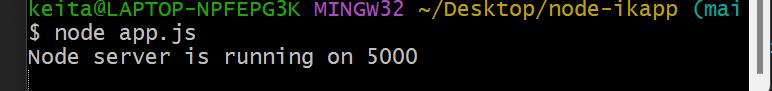 keita@LAPTOP-NPFEPG3K MINGW32 ~/Desktop/node-ikapp (mai
$ node app.js
Node server is running on 5000